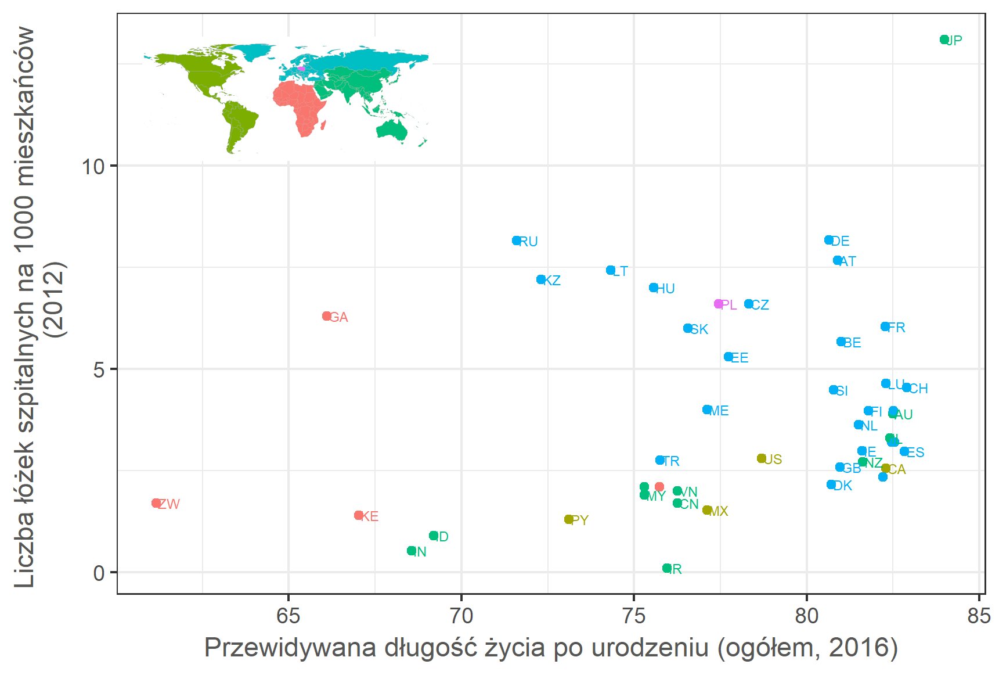 Liczba łóżek szpitalnych na 1000 mieszkańców
(2012)
10
5
0
JP
RU
DE
AT
LT
KZ
HU
PL
CZ
GA
FR
SK
BE
EE
LU
CH
SI
ME
FI
AU
NL
IL
IE
ES
US
TR
NZ
GB
CA
DK
VN
MY
ZW
CN
MX
KE
PY
ID
IN
IR
65
70
75
80
85
Przewidywana długość życia po urodzeniu (ogółem, 2016)